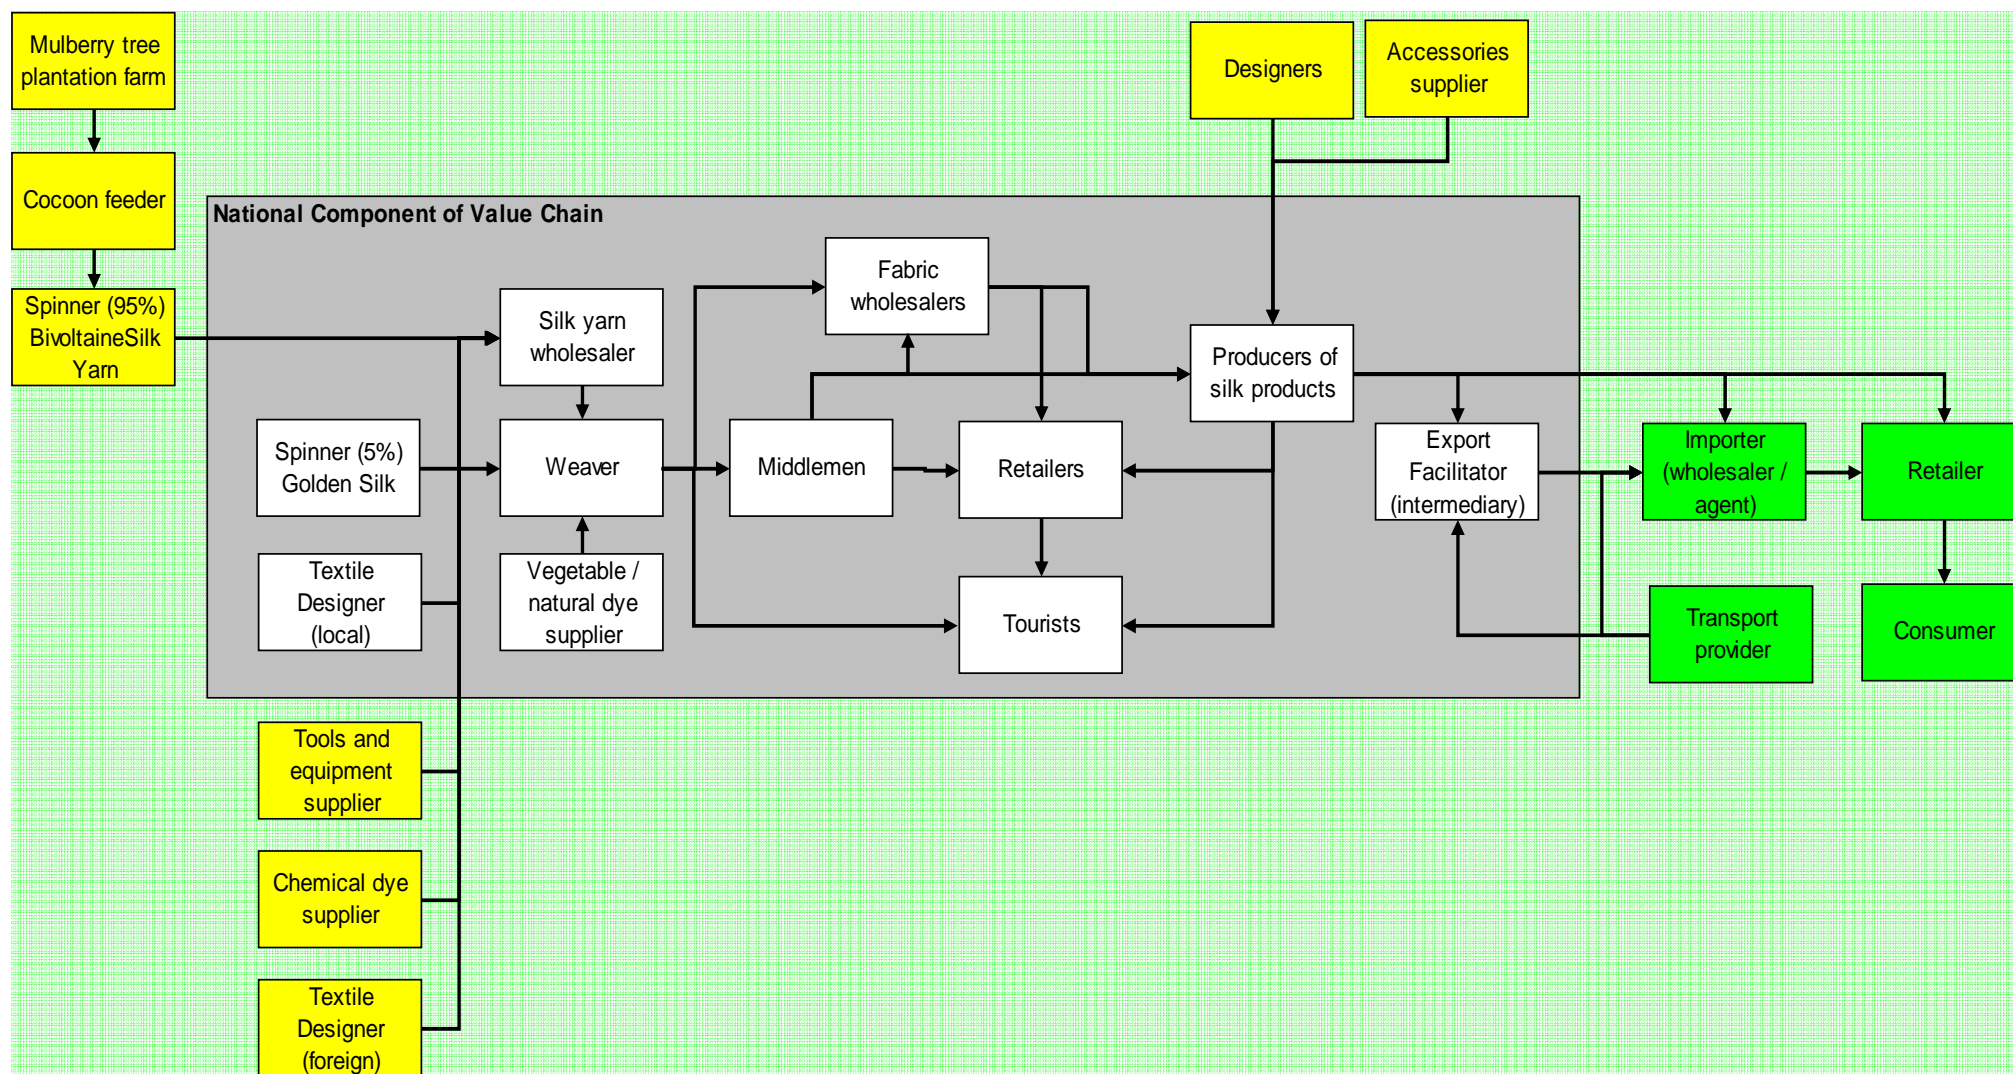 Mulberry tree
plantation farm
Designers
Accessories
supplier
Cocoon feeder
National Component of Value Chain
Spinner (95%)
BivoltaineSilk
Yarn
Silk yarn
wholesaler
Fabric
wholesalers
Producers of
silk products
Spinner (5%)
Golden Silk
Weaver
Middlemen
Retailers
Export
Facilitator
(intermediary)
Importer
(wholesaler /
agent)
Retailer
Textile
Designer
(local)
Vegetable /
natural dye
supplier
Tourists
Transport
provider
Consumer
Tools and
equipment
supplier
Chemical dye
supplier
Textile
Designer
(foreign)